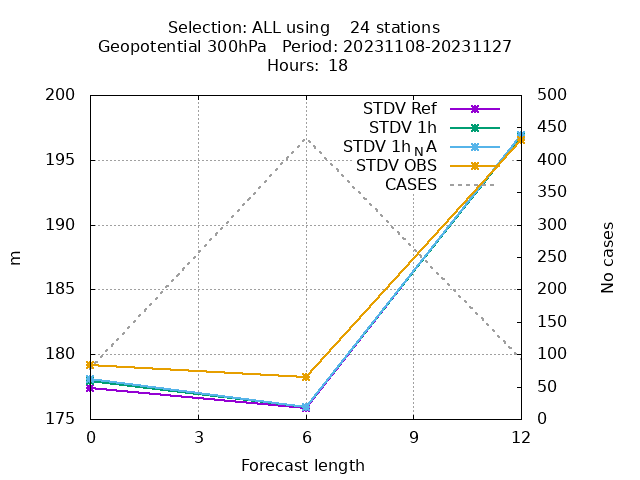 Selection: ALL using 24 stations
Geopotential 300hPa Period: 20231108-20231127
Hours: 18
STDV Ref
STDV 1h
STDV 1h_NA
STDV OBS
CASES
200
195
190
185
180
175
m
500
450
400
350
300
250
200
150
100
50
0
No cases
0 3 6 9 12
Forecast length